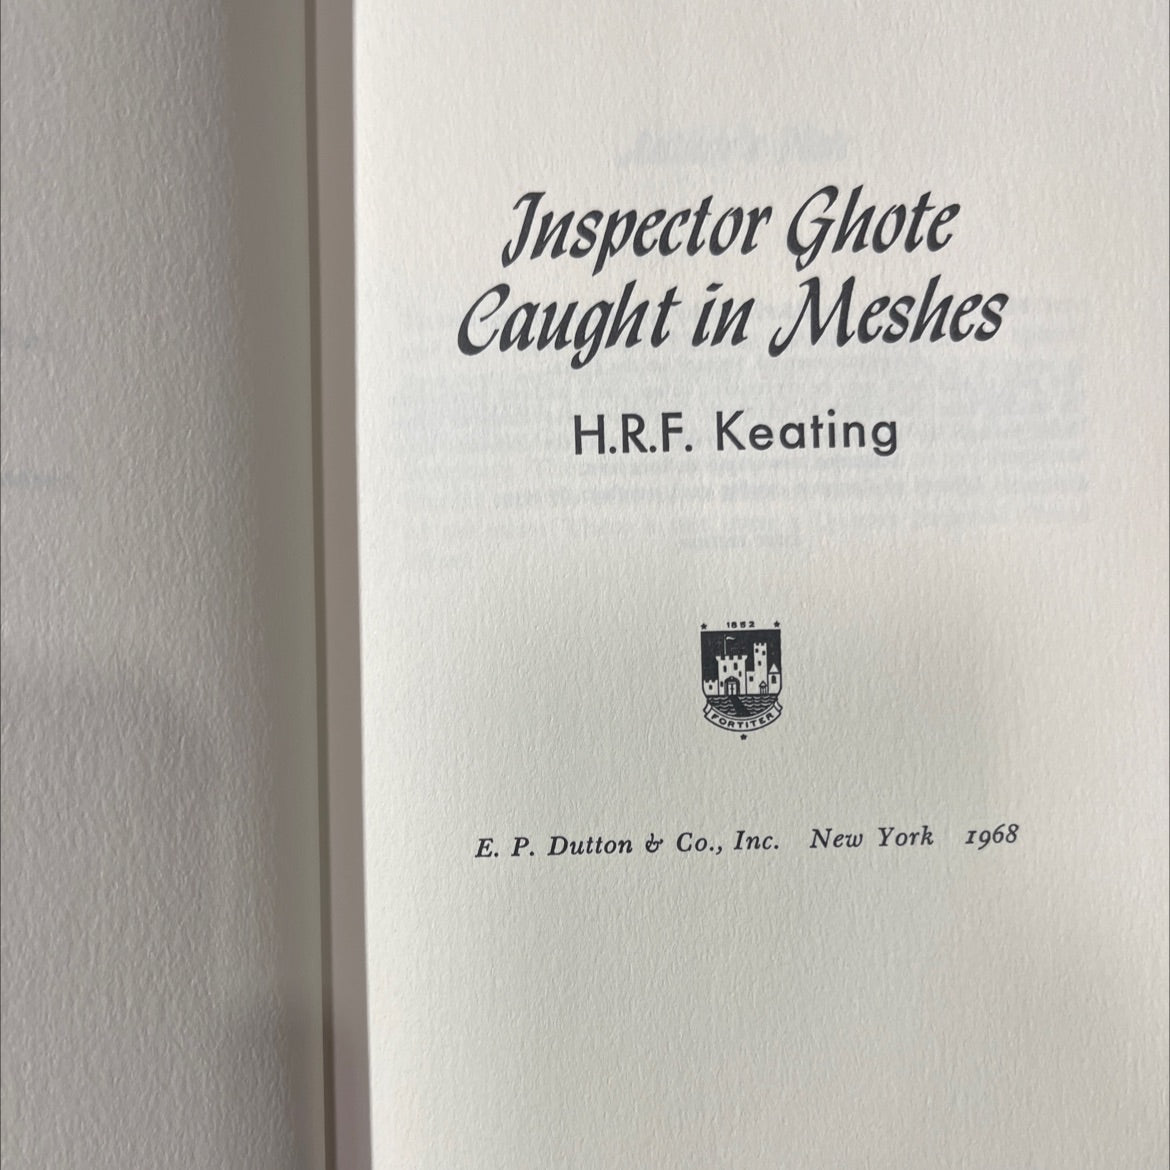 Inspector Ghote
Caught in Meshes
H.R.F. Keating
1852
FORTITER
E. P. Dutton & Co., Inc. New York 1968